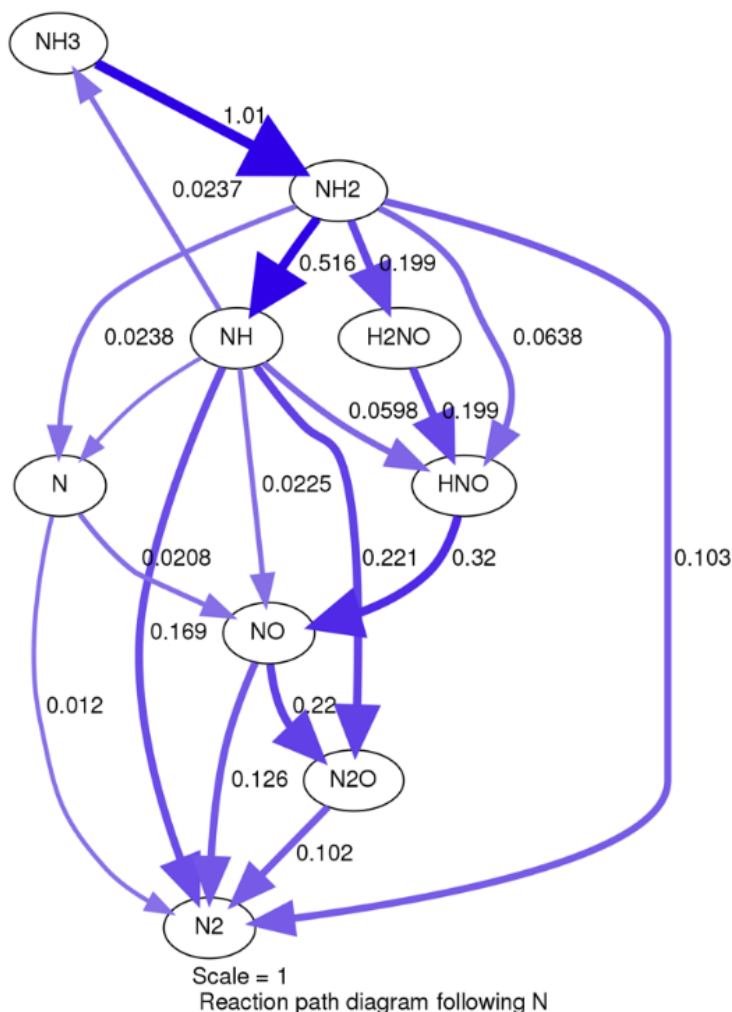 NH3
1.01
0.0237
NH2
0.516
0.199
0.0238
NH
H2NO
0.0638
0.0598
0.199
N
0.0225
HNO
0.0208
0.221
0.32
0.103
0.169
NO
0.012
0.22
0.126
N2O
0.102
N2
Scale = 1
Reaction path diagram following N